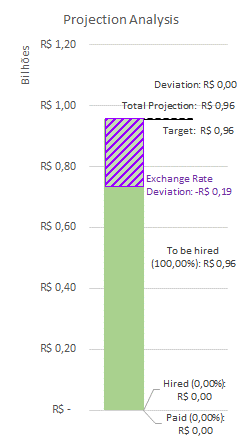 Projection Analysis
Bilhões
R$ 1,20
Deviation: R$ 0,00
R$ 1,00
Total Projection: R$ 0,96
Target: R$ 0,96
R$ 0,80
Exchange Rate
Deviation: -R$ 0,19
R$ 0,60
To be hired
(100,00%): R$ 0,96
R$ 0,40
R$ 0,20
Hired (0,00%):
R$ 0,00
R$ -
Paid (0,00%):
R$ 0,00